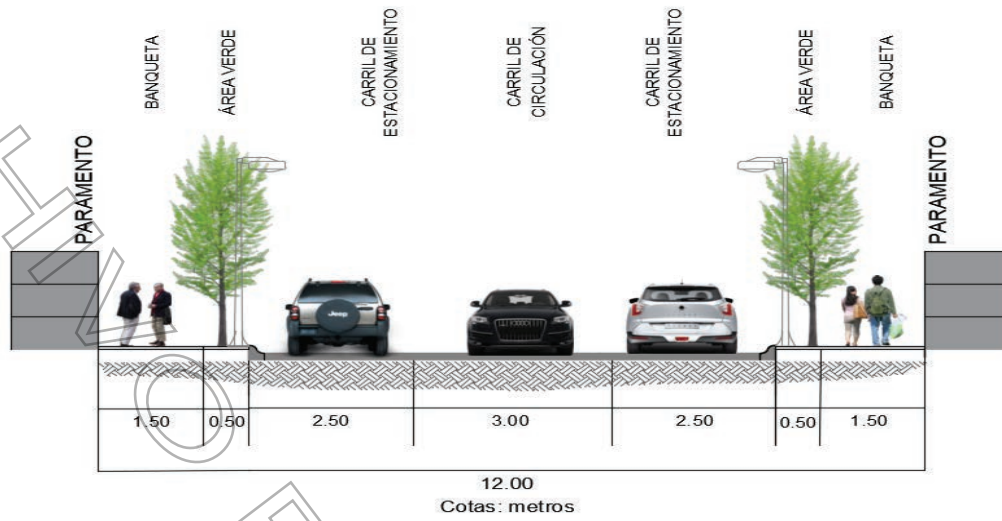 BANQUETA
ÁREA VERDE
CARRIL DE
ESTACIONAMIENTO
CARRIL DE
CIRCULACIÓN
CARRIL DE
ESTACIONAMIENTO
ÁREA VERDE
BANQUETA
PARAMENTO
PARAMENTO
Jeep
1.50 0.50 2.50 3.00 2.50 0.50 1.50
12.00
Cotas: metros